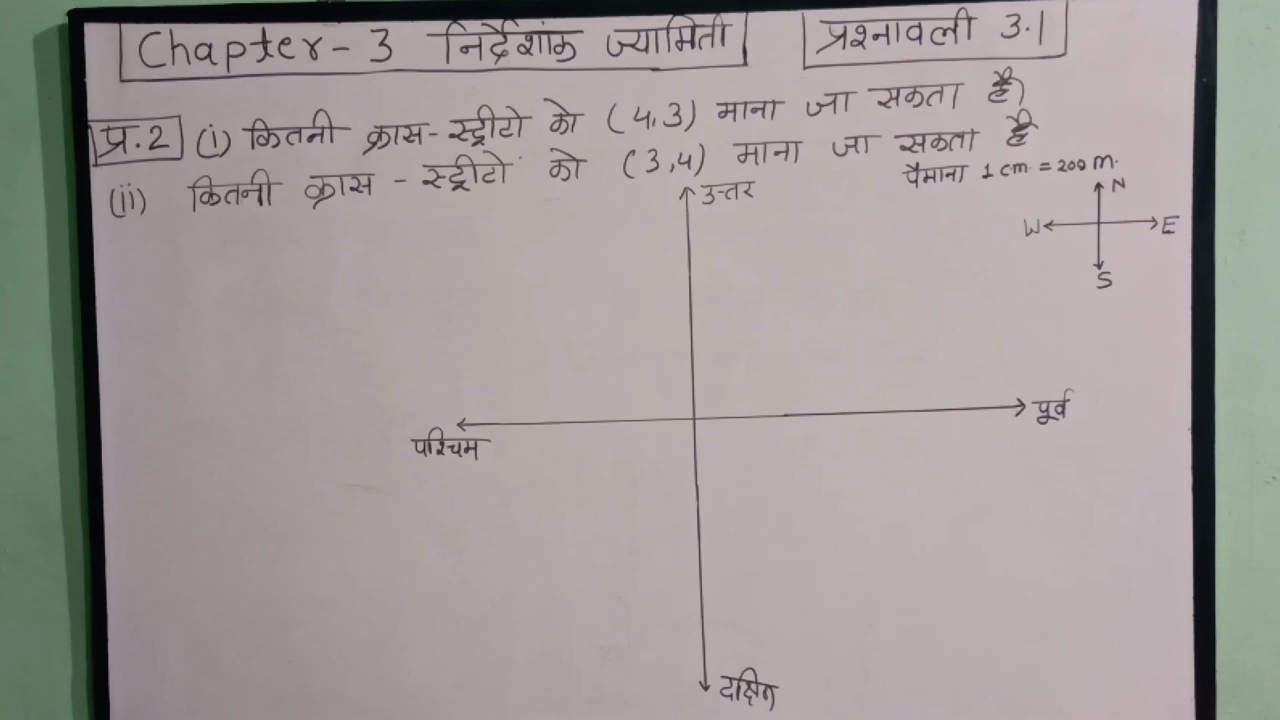 Chapter-3 निर्देशांक ज्यामिती प्रश्नावली 3.1
प्र.2 (i) कितनी क्रास-स्ट्रीटो को (4,3) माना जा सकता है।
(ii) कितनी क्रास-स्ट्रीटों को (3,4) माना जा सकता है
पैमाना 1 cm. = 200 m.
उत्तर
N
W E
S
पूर्व
पश्चिम
दक्षिण